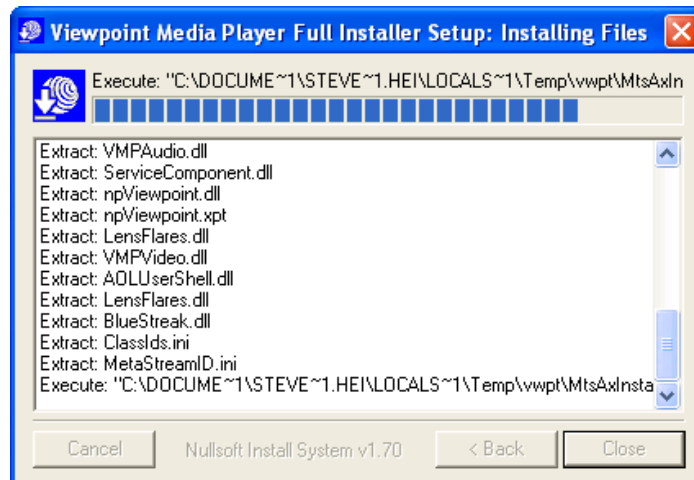 Viewpoint Media Player Full Installer Setup: Installing Files
Execute: "C:\DOCUME~1\STEVE~1.HEI\LOCALS~1\Temp\vwpt\MtsAxIn
Extract: VMPAudio.dll
Extract: ServiceComponent.dll
Extract: npViewpoint.dll
Extract: npViewpoint.xpt
Extract: LensFlares.dll
Extract: VMPVideo.dll
Extract: AOLUserShell.dll
Extract: LensFlares.dll
Extract: BlueStreak.dll
Extract: ClassIds.ini
Extract: MetaStreamID.ini
Execute: "C:\DOCUME~1\STEVE~1.HEI\LOCALS~1\Temp\vwpt\MtsAxInsta
Cancel Nullsoft Install System v1.70 < Back Close